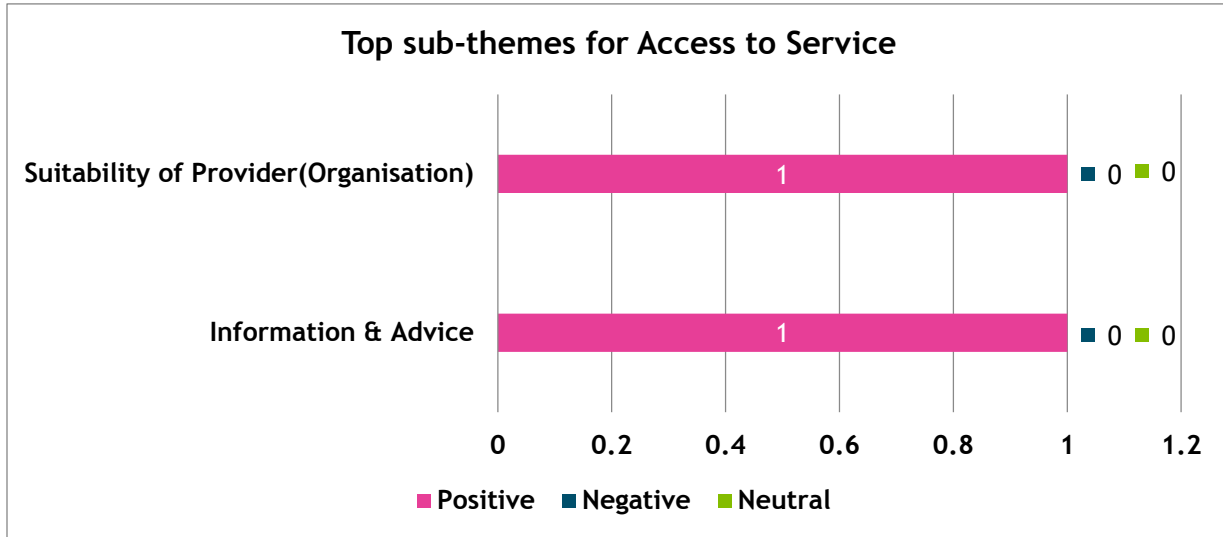 Top sub-themes for Access to Service
Suitability of Provider(Organisation) 1 0 0
Information & Advice 1 0 0
0 0.2 0.4 0.6 0.8 1 1.2
Positive Negative Neutral